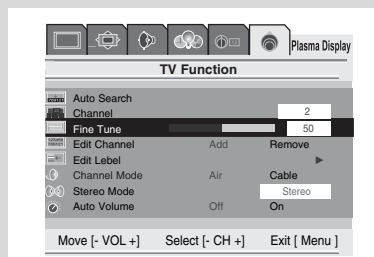 Plasma Display
TV Function
Auto Search
Channel 2
Fine Tune 50
Edit Channel Add Remove
Edit Lebel
Channel Mode Air Cable
Stereo Mode Stereo
Auto Volume Off On
Move [- VOL +] Select [- CH +] Exit [ Menu ]